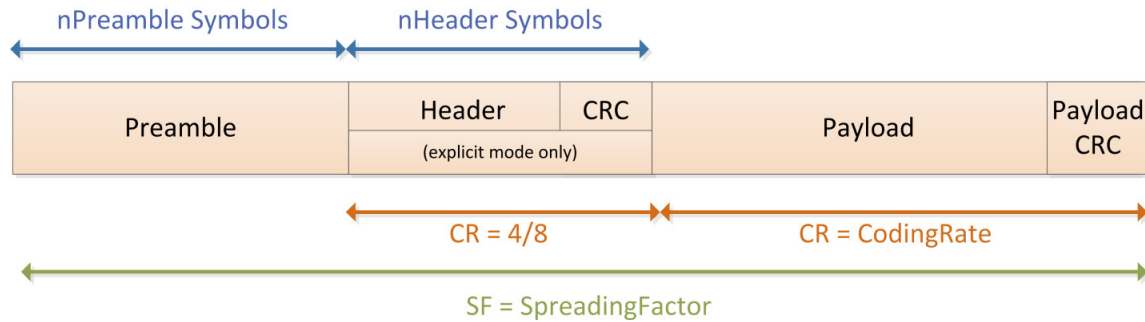 nPreamble Symbols
nHeader Symbols
Preamble
Header
CRC
(explicit mode only)
Payload
Payload
CRC
CR = 4/8
CR = CodingRate
SF = SpreadingFactor